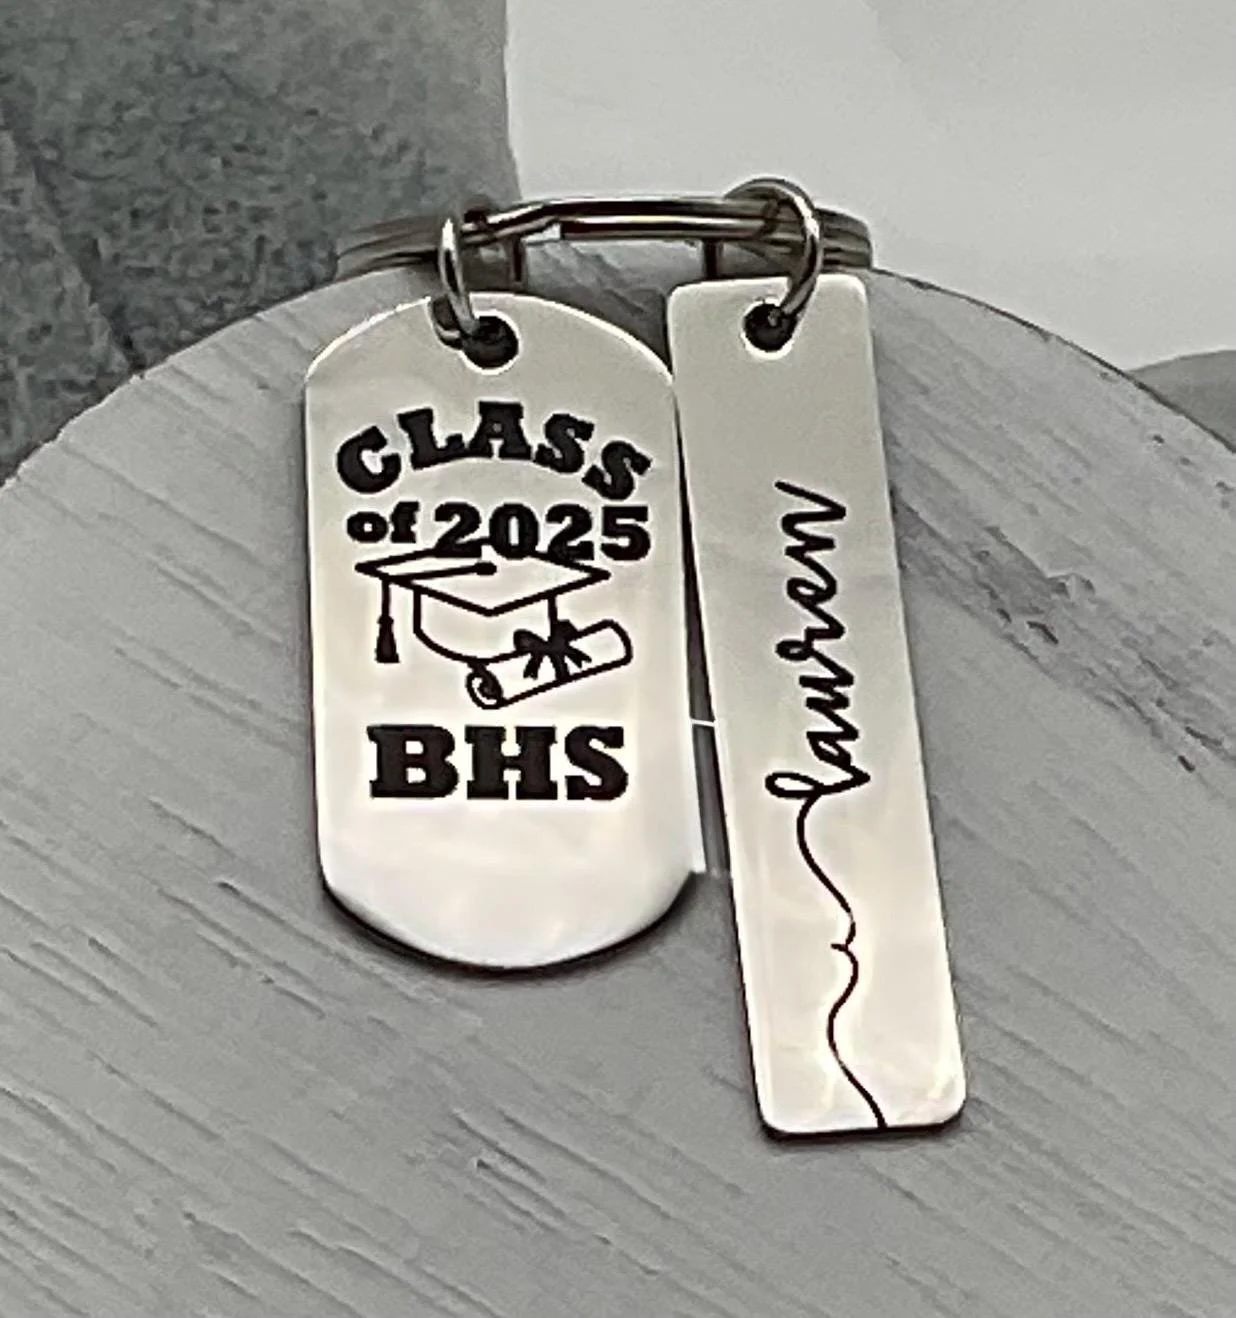 CLASS
of 2025
BHS
lauren